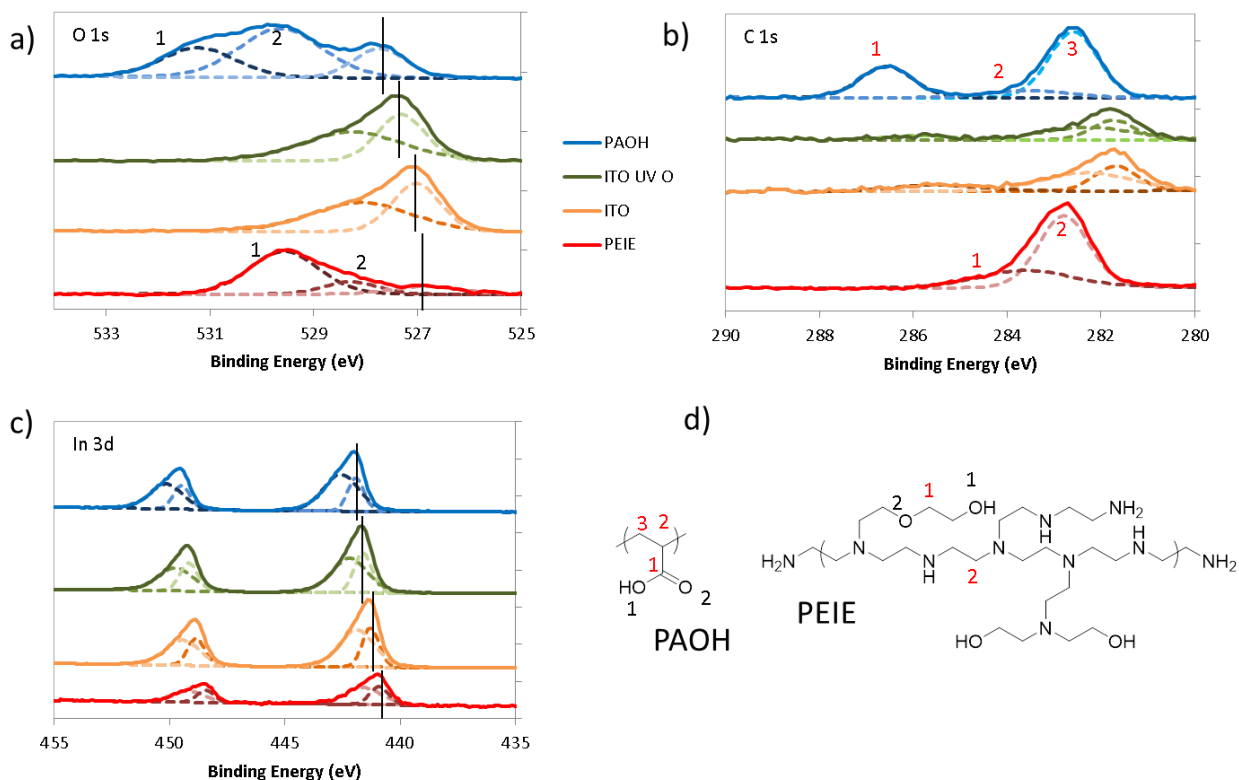 a)
O 1s
1
2
1
2
533
531
529
527
525
Binding Energy (eV)
PAOH
ITO UV O
ITO
PEIE
b)
C 1s
1
2
3
1
2
290
288
286
284
282
280
Binding Energy (eV)
c)
In 3d
455
450
445
440
435
Binding Energy (eV)
d)
3 2
1
HO
O
1
2
PAOH
2
O
1
1
OH
N
N
H
N
N
H
NH2
N
H
N
NH2
NH2
2
N
HO
OH
PEIE